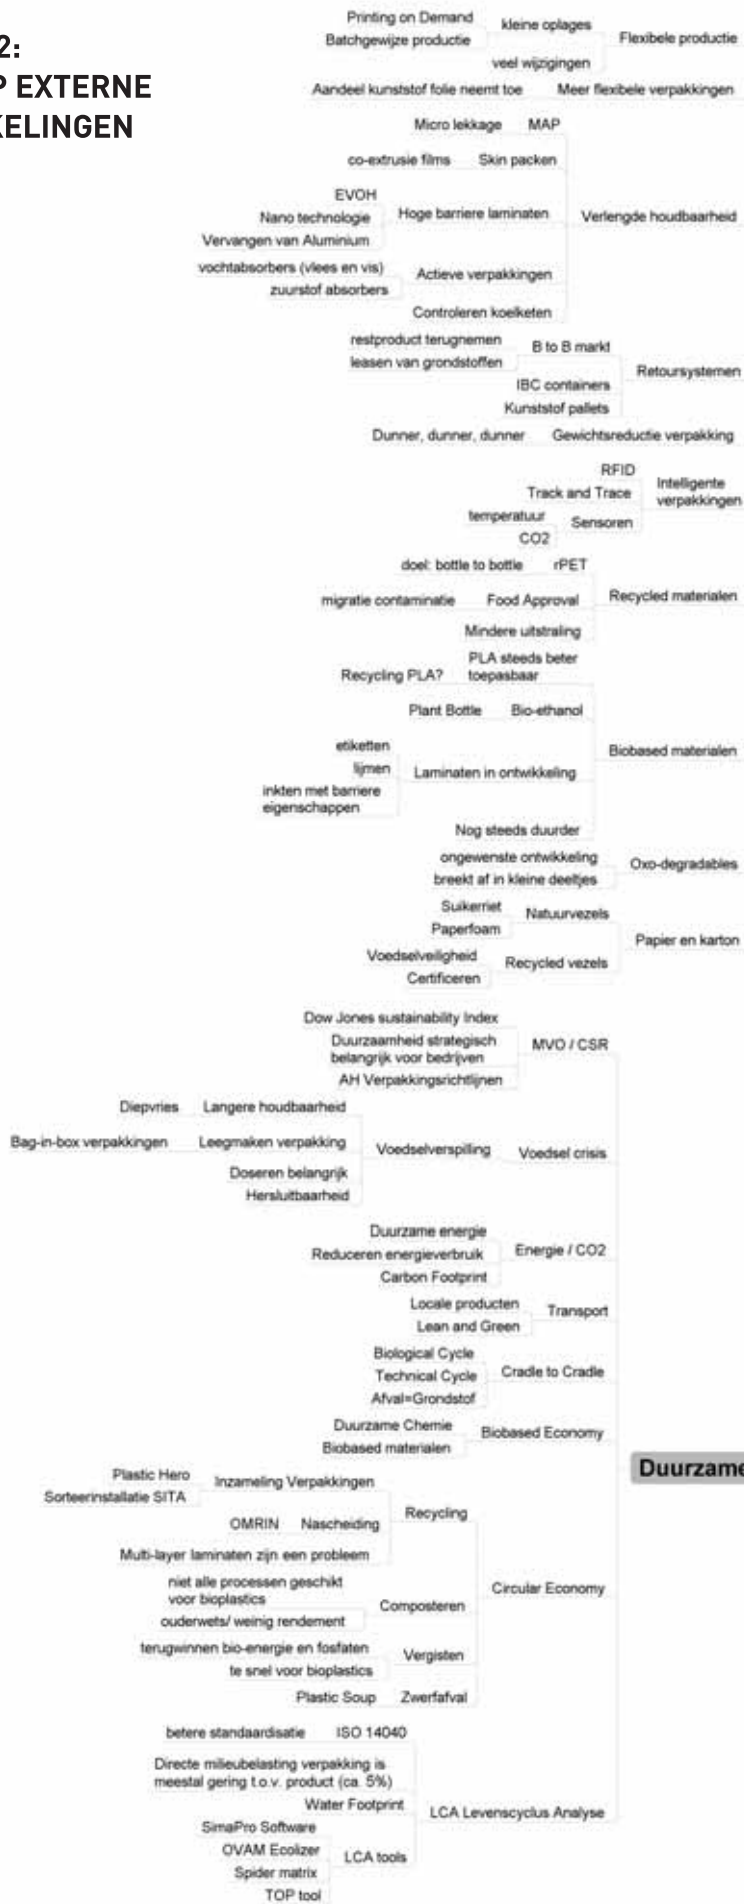 2:
P EXTERNE
KELINGEN
Printing on Demand
Batchgewijze productie
kleine oplages
veel wijzigingen
Flexibele productie
Aandeel kunststof folie neemt toe
Meer flexibele verpakkingen
Micro lekkage
MAP
co-extrusie films
Skin packen
EVOH
Nano technologie
Vervangen van Aluminium
Hoge barriere laminaten
Verlengde houdbaarheid
vochtabsorbers (vlees en vis)
zuurstof absorbers
Actieve verpakkingen
Controleren koelketen
restproduct terugnemen
leasen van grondstoffen
B to B markt
IBC containers
Kunststof pallets
Retoursystemen
Dunner, dunner, dunner
Gewichtsreductie verpakking
RFID
Track and Trace
temperatuur
CO2
Sensoren
Intelligente
verpakkingen
doel: bottle to bottle
rPET
migratie contaminatie
Food Approval
Mindere uitstraling
Recycled materialen
Recycling PLA?
PLA steeds beter
toepasbaar
Plant Bottle
Bio-ethanol
etiketten
lijmen
inkten met barriere
eigenschappen
Laminaten in ontwikkeling
Nog steeds duurder
Biobased materialen
ongewenste ontwikkeling
breekt af in kleine deeltjes
Oxo-degradables
Suikerriet
Paperfoam
Natuurvezels
Voedselveiligheid
Certificeren
Recycled vezels
Papier en karton
Dow Jones sustainability Index
Duurzaamheid strategisch
belangrijk voor bedrijven
AH Verpakkingsrichtlijnen
MVO / CSR
Diepvries
Langere houdbaarheid
Bag-in-box verpakkingen
Leegmaken verpakking
Doseren belangrijk
Hersluitbaarheid
Voedselverspilling
Voedsel crisis
Duurzame energie
Reduceren energieverbruik
Carbon Footprint
Energie / CO2
Locale producten
Lean and Green
Transport
Biological Cycle
Technical Cycle
Afval=Grondstof
Cradle to Cradle
Duurzame Chemie
Biobased materialen
Biobased Economy
Duurzame
Plastic Hero
Sorteerinstallatie SITA
Inzameling Verpakkingen
OMRIN
Nascheiding
Multi-layer laminaten zijn een probleem
Recycling
niet alle processen geschikt
voor bioplastics
ouderwets/ weinig rendement
Composteren
terugwinnen bio-energie en fosfaten
te snel voor bioplastics
Vergisten
Plastic Soup
Zwerfafval
Circular Economy
betere standaardisatie
ISO 14040
Directe milieubelasting verpakking is
meestal gering t.o.v. product (ca. 5%)
Water Footprint
SimaPro Software
OVAM Ecolizer
Spider matrix
TOP tool
LCA tools
LCA Levenscyclus Analyse